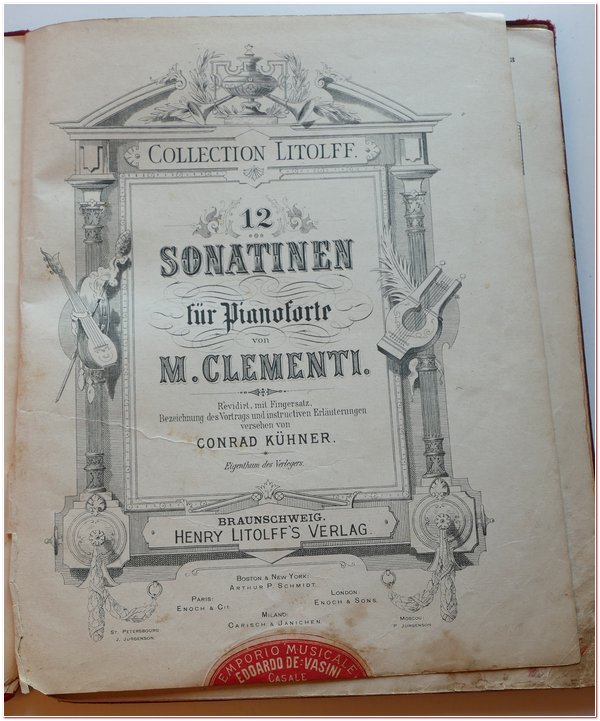 COLLECTION LITOLFF.
12
SONATINEN
für Pianoforte
von
M. CLEMENTI.
Revidirt, mit Fingersatz,
Bezeichnung des Vortrags und instructiven Erläuterungen
versehen von
CONRAD KÜHNER.
Eigenthum des Verlegers.
BRAUNSCHWEIG.
HENRY LITOLFF'S VERLAG.
BOSTON & NEW YORK:
ARTHUR P. SCHMIDT.
PARIS:
ENOCH & Cie.
LONDON:
ENOCH & SONS.
MILANO:
CARISCH & JÄNICHEN.
ST. PETERSBOURG:
J. JURGENSON.
MOSCOU:
P. JURGENSON.
EMPORIO MUSICALE
EDOARDO DE-VASINI
CASALE
3